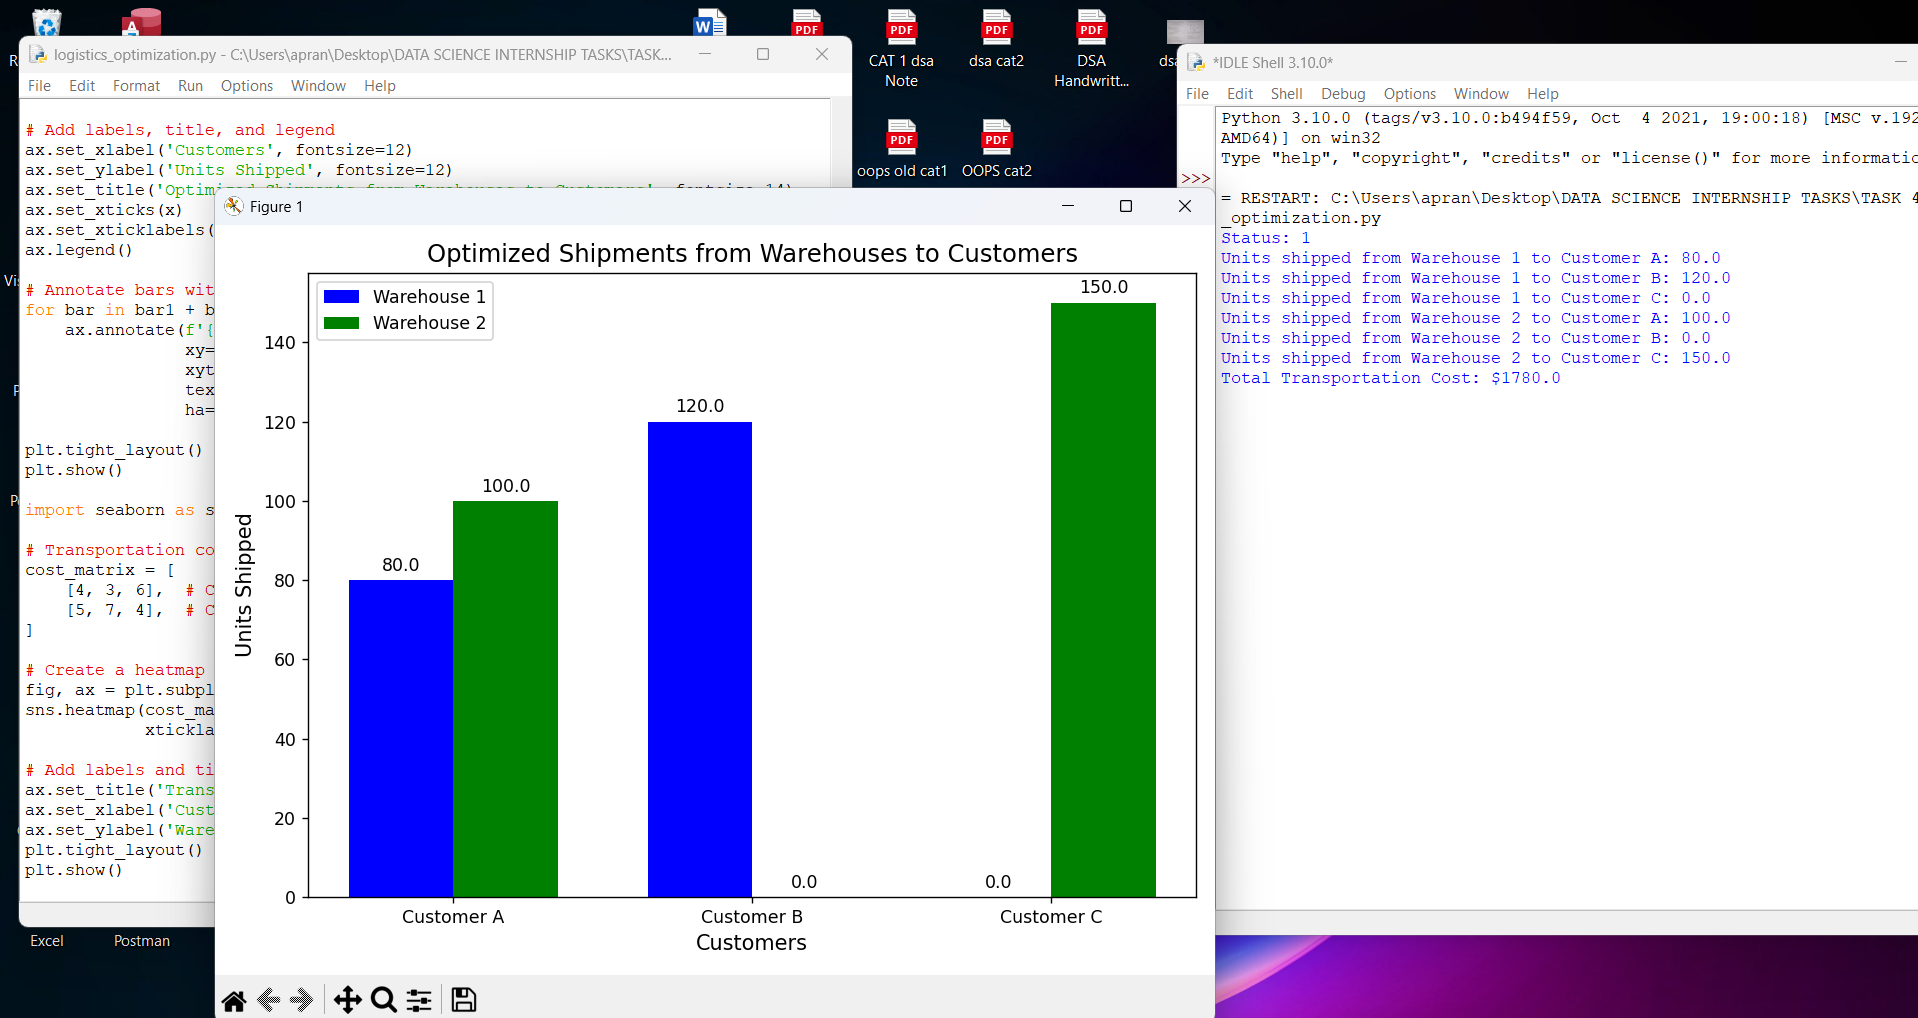 CAT 1 dsa
Note
dsa cat2
DSA
Handwritt...
oops old cat1
OOPS cat2
Excel
Postman
logistics_optimization.py - C:\Users\apran\Desktop\DATA SCIENCE INTERNSHIP TASKS\TASK...
File Edit Format Run Options Window Help
# Add labels, title, and legend
ax.set_xlabel('Customers', fontsize=12)
ax.set_ylabel('Units Shipped', fontsize=12)
ax.set_title('Optimized Shipments from Warehouses to Customers', fontsize=14)
ax.set_xticks(x)
ax.set_xticklabels(
ax.legend()
# Annotate bars wit
for bar in bar1 + b
ax.annotate(f'{
xy=
xyt
tex
ha=
plt.tight_layout()
plt.show()
import seaborn as s
# Transportation co
cost_matrix = [
[4, 3, 6], # C
[5, 7, 4], # C
]
# Create a heatmap
fig, ax = plt.subpl
sns.heatmap(cost_ma
xtickla
# Add labels and ti
ax.set_title('Trans
ax.set_xlabel('Cust
ax.set_ylabel('Ware
plt.tight_layout()
plt.show()
Figure 1
Optimized Shipments from Warehouses to Customers
Warehouse 1
Warehouse 2
Units Shipped
140
120
100
80
60
40
20
0
80.0
100.0
120.0
0.0
0.0
150.0
Customer A
Customer B
Customer C
Customers
*IDLE Shell 3.10.0*
File Edit Shell Debug Options Window Help
Python 3.10.0 (tags/v3.10.0:b494f59, Oct 4 2021, 19:00:18) [MSC v.192
AMD64)] on win32
Type "help", "copyright", "credits" or "license()" for more informatio
>>>
= RESTART: C:\Users\apran\Desktop\DATA SCIENCE INTERNSHIP TASKS\TASK 4
_optimization.py
Status: 1
Units shipped from Warehouse 1 to Customer A: 80.0
Units shipped from Warehouse 1 to Customer B: 120.0
Units shipped from Warehouse 1 to Customer C: 0.0
Units shipped from Warehouse 2 to Customer A: 100.0
Units shipped from Warehouse 2 to Customer B: 0.0
Units shipped from Warehouse 2 to Customer C: 150.0
Total Transportation Cost: $1780.0